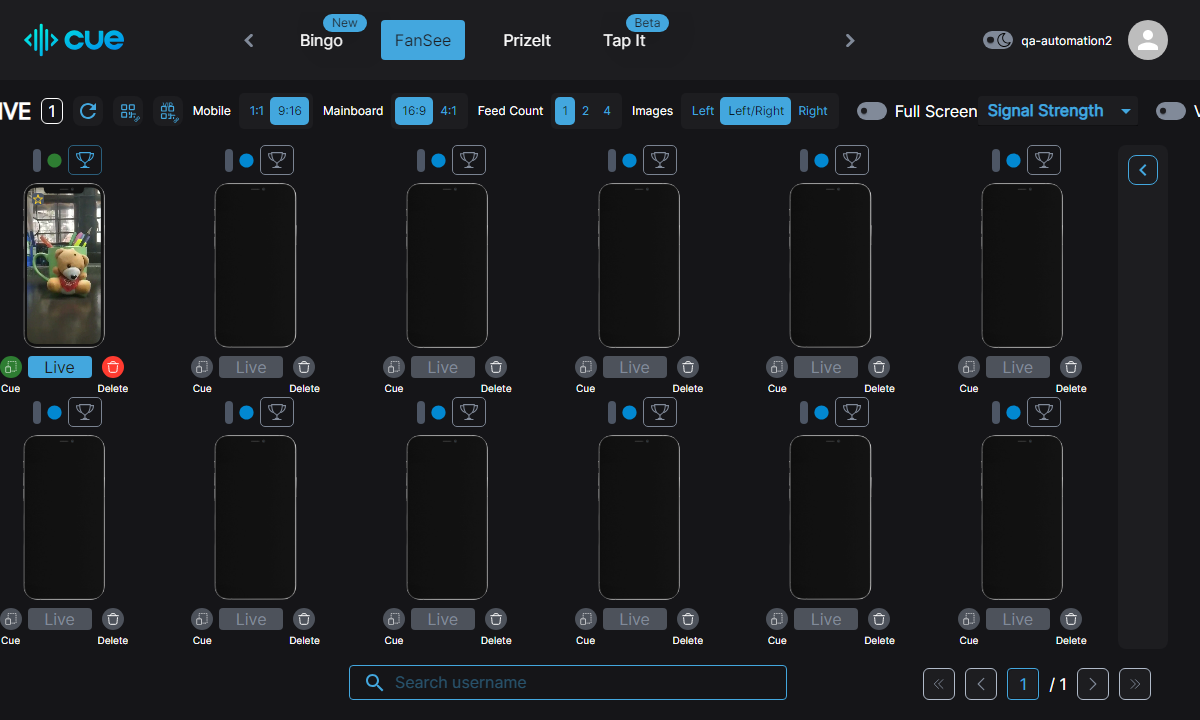 cue
Bingo
New
FanSee
PrizeIt
Tap It
Beta
qa-automation2
IVE 1
Mobile 1:1 9:16
Mainboard 16:9 4:1
Feed Count 1 2 4
Images Left Left/Right Right
Full Screen
Signal Strength
Live Live Live Live Live Live
Cue Delete Cue Delete Cue Delete Cue Delete Cue Delete Cue Delete
Live Live Live Live Live Live
Cue Delete Cue Delete Cue Delete Cue Delete Cue Delete Cue Delete
Search username
1 / 1